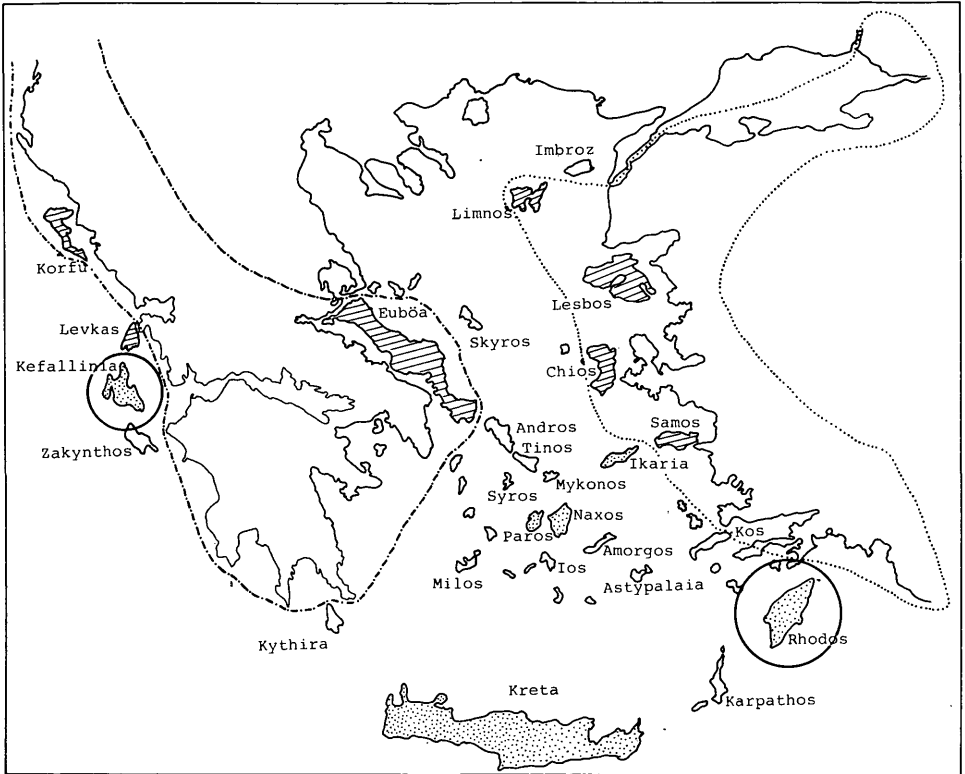 Imbroz
Limnos
Korfu
Lesbos
Euböa
Levkas
Skyros
Kefallinia
Chios
Andros
Samos
Zakynthos
Tinos
Ikaria
Mykonos
Syros
Naxos
Paros
Kos
Amorgos
Ios
Milos
Astypalaia
Rhodos
Kythira
Kreta
Karpathos